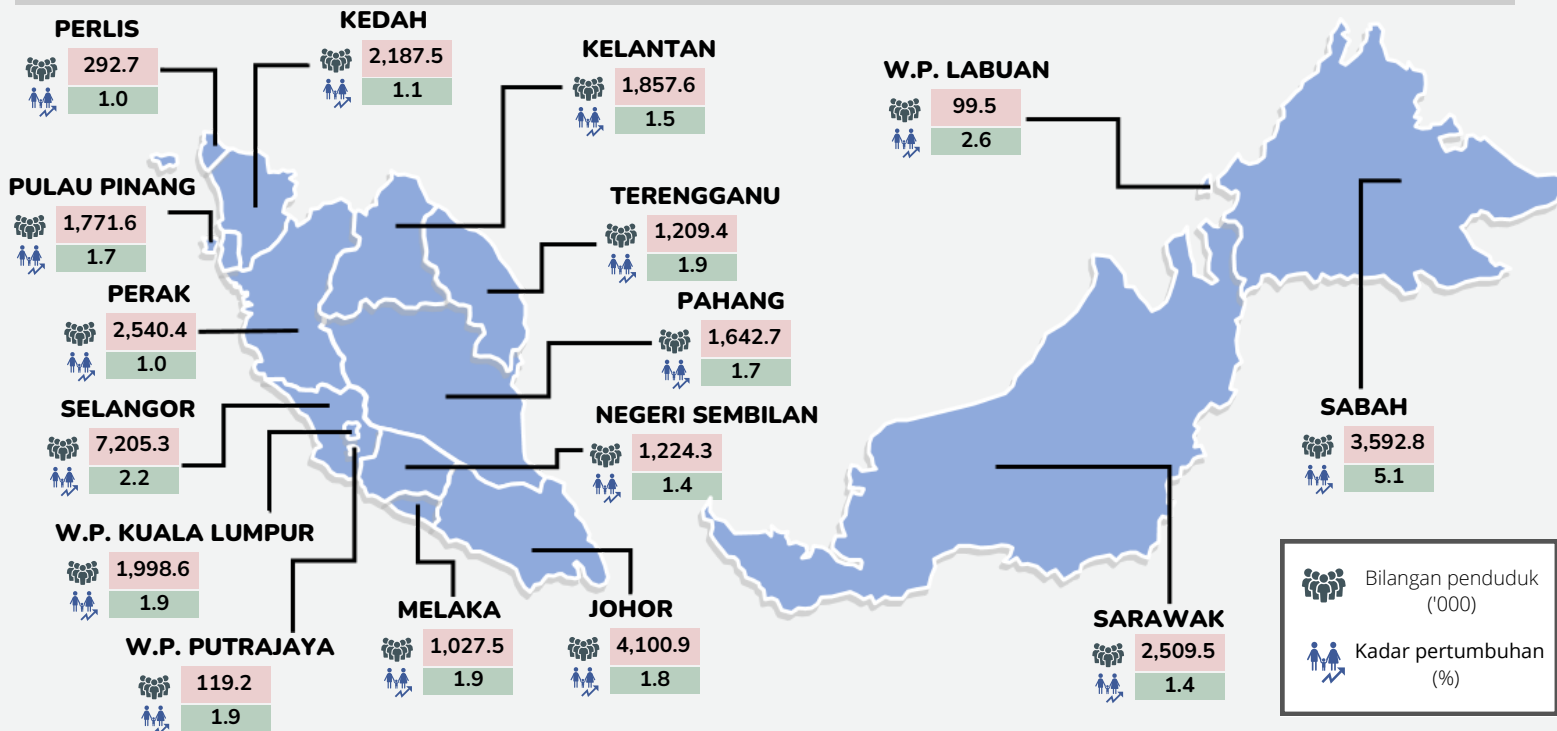 PERLIS
292.7
1.0
KEDAH
2,187.5
1.1
KELANTAN
1,857.6
1.5
W.P. LABUAN
99.5
2.6
PULAU PINANG
1,771.6
1.7
TERENGGANU
1,209.4
1.9
PERAK
2,540.4
1.0
PAHANG
1,642.7
1.7
SELANGOR
7,205.3
2.2
NEGERI SEMBILAN
1,224.3
1.4
SABAH
3,592.8
5.1
W.P. KUALA LUMPUR
1,998.6
1.9
W.P. PUTRAJAYA
119.2
1.9
MELAKA
1,027.5
1.9
JOHOR
4,100.9
1.8
SARAWAK
2,509.5
1.4
Bilangan penduduk
('000)
Kadar pertumbuhan
(%)